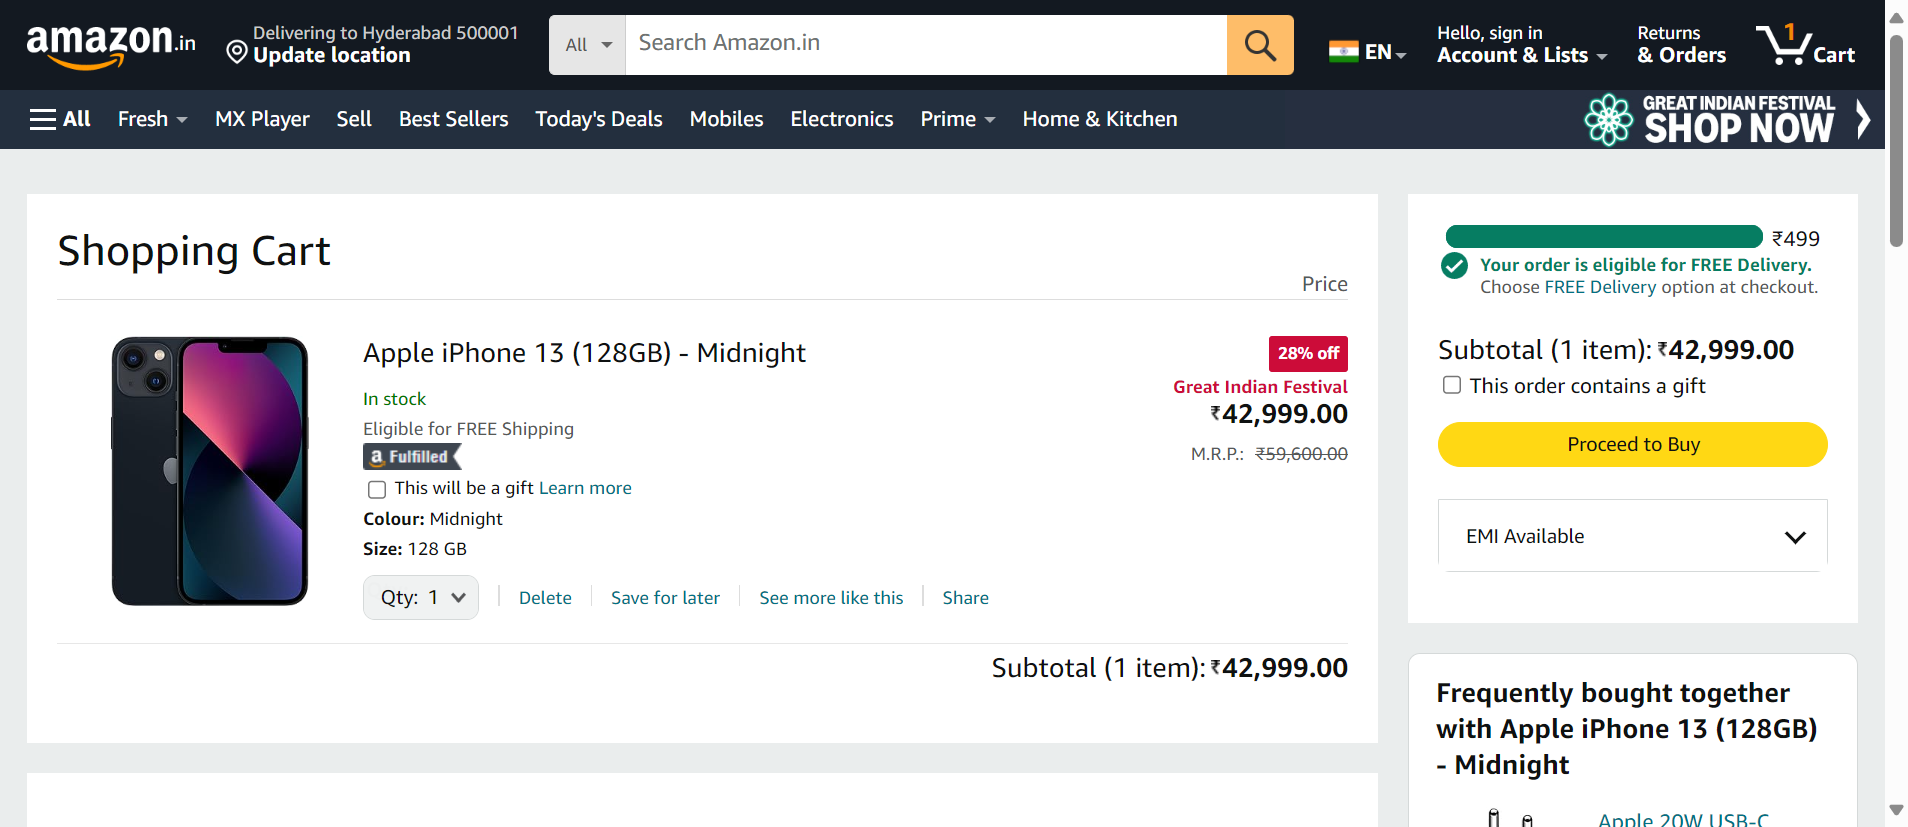 amazon.in
Delivering to Hyderabad 500001
Update location
All
Search Amazon.in
EN
Hello, sign in
Account & Lists
Returns
& Orders
1
Cart
All
Fresh
MX Player
Sell
Best Sellers
Today's Deals
Mobiles
Electronics
Prime
Home & Kitchen
GREAT INDIAN FESTIVAL
SHOP NOW
Shopping Cart
Price
Apple iPhone 13 (128GB) - Midnight
28% off
Great Indian Festival
₹42,999.00
M.R.P.: ₹59,600.00
In stock
Eligible for FREE Shipping
a Fulfilled
This will be a gift Learn more
Colour: Midnight
Size: 128 GB
Qty: 1
Delete
Save for later
See more like this
Share
Subtotal (1 item): ₹42,999.00
₹499
Your order is eligible for FREE Delivery.
Choose FREE Delivery option at checkout.
Subtotal (1 item): ₹42,999.00
This order contains a gift
Proceed to Buy
EMI Available
Frequently bought together
with Apple iPhone 13 (128GB)
- Midnight
Apple 20W USB-C